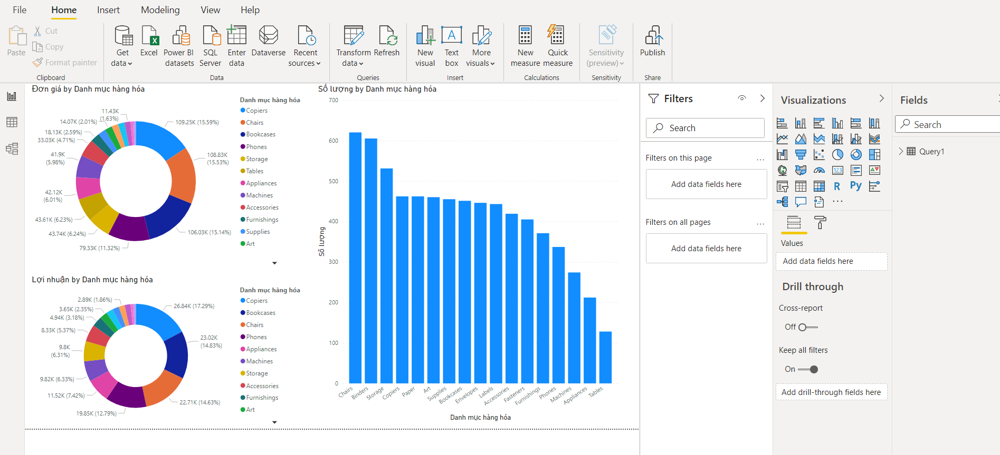 File Home Insert Modeling View Help
Paste
Cut
Copy
Format painter
Clipboard
Get data
Excel
Power BI datasets
SQL Server
Enter data
Dataverse
Recent sources
Data
Transform data
Refresh
Queries
New visual
Text box
More visuals
Insert
New measure
Quick measure
Calculations
Sensitivity (preview)
Sensitivity
Publish
Share
Đơn giá by Danh mục hàng hóa
109.25K (15.59%)
108.83K
(15.53%)
106.03K (15.14%)
79.33K (11.32%)
43.74K (6.24%)
43.61K (6.23%)
42.12K
(6.01%)
41.9K
(5.98%)
33.03K (4.71%)
18.13K (2.59%)
14.07K (2.01%)
11.43K
(1.63%)
Danh mục hàng hóa
Copiers
Chairs
Bookcases
Phones
Storage
Tables
Appliances
Machines
Accessories
Furnishings
Supplies
Art
Lợi nhuận by Danh mục hàng hóa
26.84K (17.29%)
23.02K
(14.83%)
22.71K (14.63%)
19.85K (12.79%)
11.52K (7.42%)
9.82K (6.33%)
9.8K
(6.31%)
8.33K (5.37%)
4.94K (3.18%)
3.65K (2.35%)
2.89K (1.86%)
Danh mục hàng hóa
Copiers
Bookcases
Chairs
Phones
Appliances
Machines
Storage
Accessories
Furnishings
Art
Số lượng by Danh mục hàng hóa
Số lượng
700
600
500
400
300
200
100
0
Chairs
Binders
Storage
Copiers
Paper
Art
Supplies
Bookcases
Envelopes
Labels
Accessories
Fasteners
Furnishings
Phones
Machines
Appliances
Tables
Danh mục hàng hóa
Filters
Search
Filters on this page ...
Add data fields here
Filters on all pages ...
Add data fields here
Visualizations
123
R
Py
...
Values
Add data fields here
Drill through
Cross-report
Off
Keep all filters
On
Add drill-through fields here
Fields
Search
Query1